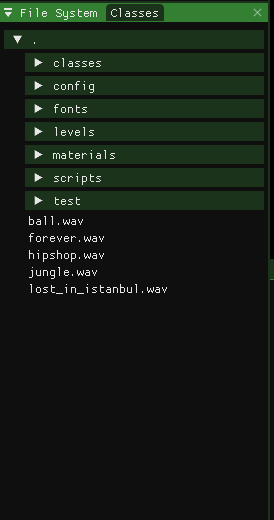 File System Classes
.
classes
config
fonts
levels
materials
scripts
test
ball.wav
forever.wav
hipshop.wav
jungle.wav
lost_in_istanbul.wav